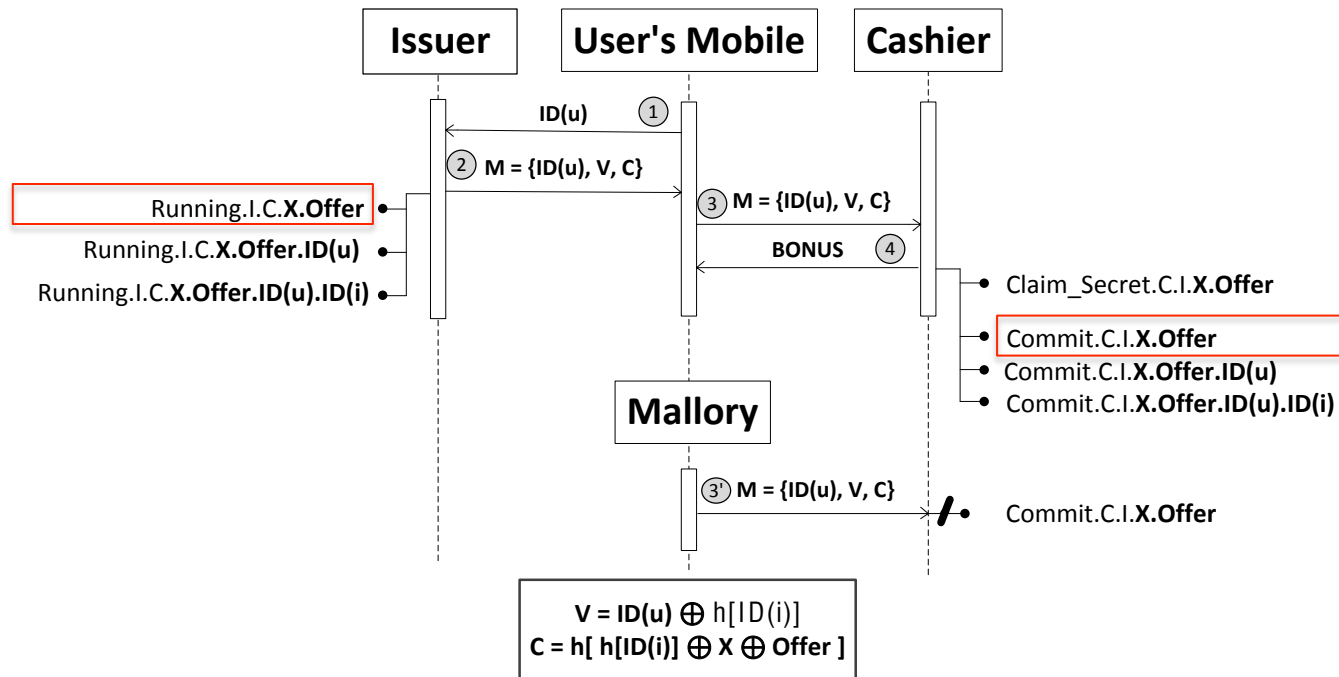 Issuer
User's Mobile
Cashier
ID(u)
1
2
M = {ID(u), V, C}
Running.I.C.X.Offer
3
M = {ID(u), V, C}
Running.I.C.X.Offer.ID(u)
BONUS
4
Running.I.C.X.Offer.ID(u).ID(i)
Claim_Secret.C.I.X.Offer
Commit.C.I.X.Offer
Commit.C.I.X.Offer.ID(u)
Commit.C.I.X.Offer.ID(u).ID(i)
Mallory
3'
M = {ID(u), V, C}
Commit.C.I.X.Offer
V = ID(u) ⊕ h[ID(i)]
C = h[ h[ID(i)] ⊕ X ⊕ Offer ]